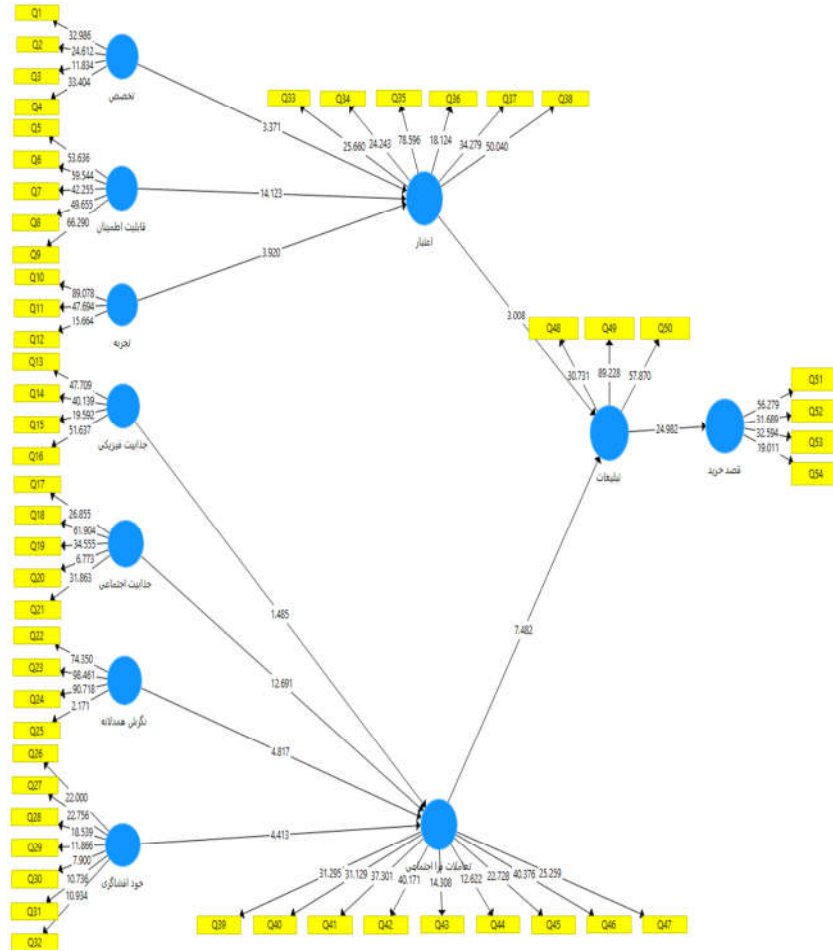 Q1
Q2
Q3
Q4
32.986
24.612
11.834
33.404
تخصص
Q5
Q6
Q7
Q8
Q9
53.636
59.544
42.255
49.655
66.290
قابلیت اطمینان
Q10
Q11
Q12
89.078
47.694
15.664
تجربه
Q13
Q14
Q15
Q16
47.709
40.139
19.592
51.637
جذابیت فیزیکی
Q17
Q18
Q19
Q20
Q21
26.855
61.904
34.555
6.773
31.863
جذابیت اجتماعی
Q22
Q23
Q24
Q25
74.350
98.461
90.718
2.171
نگرش همدلانه
Q26
Q27
Q28
Q29
Q30
Q31
Q32
22.000
22.756
18.539
11.866
7.900
10.736
10.934
خود افشاگری
3.371
14.123
3.920
1.485
12.691
4.817
4.413
Q33
Q34
Q35
Q36
Q37
Q38
25.660
24.243
78.596
18.124
34.279
50.040
اعتبار
3.008
7.482
تعاملات فرا اجتماعی
31.295
31.129
37.301
40.171
14.308
12.622
22.728
40.376
25.259
Q39
Q40
Q41
Q42
Q43
Q44
Q45
Q46
Q47
Q48
Q49
Q50
30.731
89.228
57.870
تبلیغات
24.982
قصد خرید
56.279
31.689
32.594
19.011
Q51
Q52
Q53
Q54